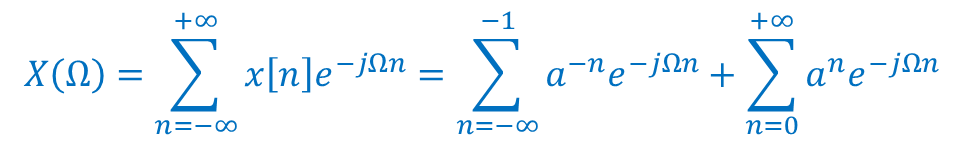 X(Ω) = ∑_{n=−∞}^{+∞} x[n]e^{−jΩn} = ∑_{n=−∞}^{−1} a^{−n}e^{−jΩn} + ∑_{n=0}^{+∞} a^{n}e^{−jΩn}